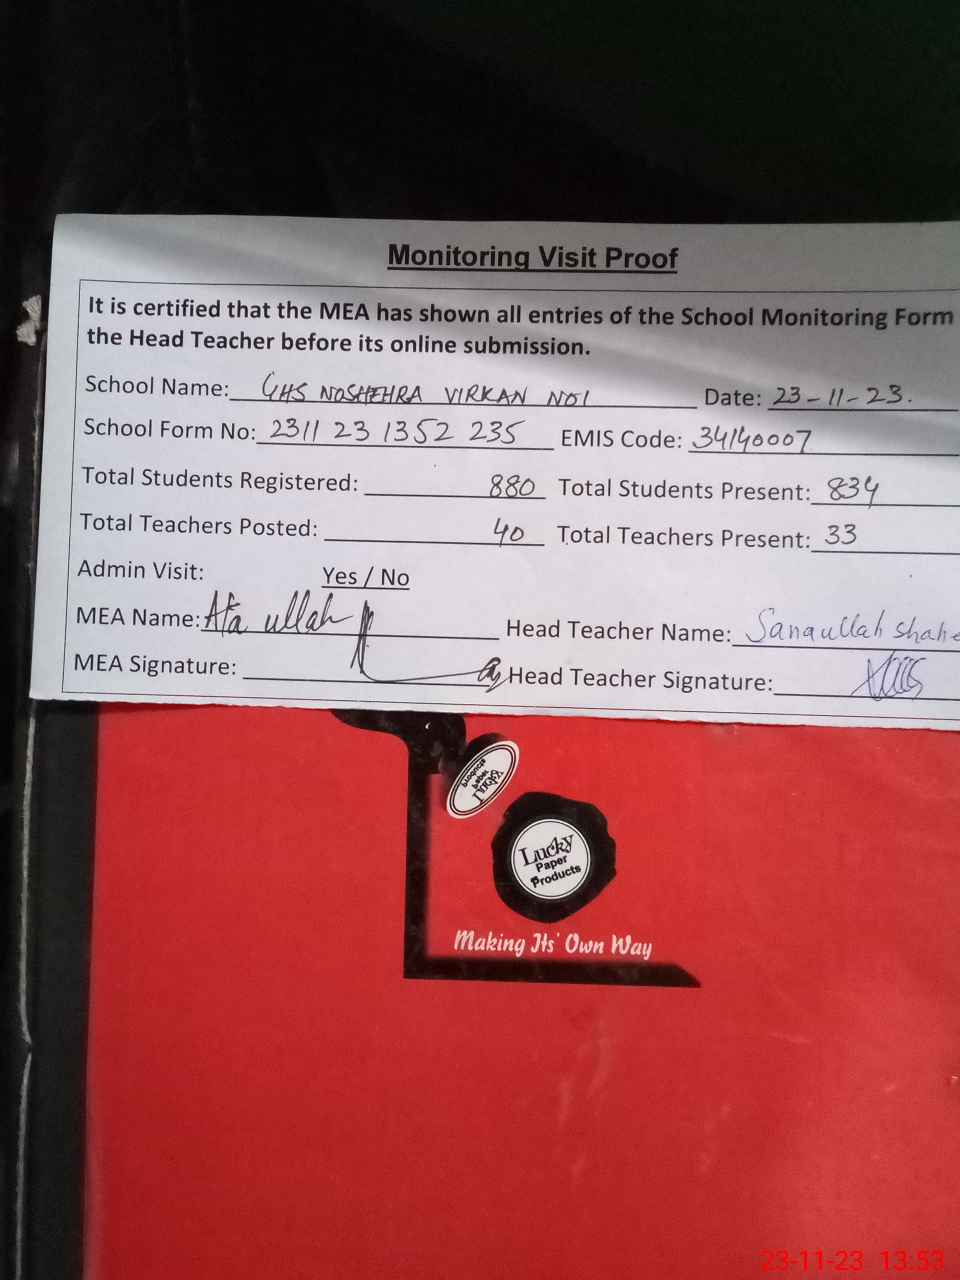 Monitoring Visit Proof
It is certified that the MEA has shown all entries of the School Monitoring Form
the Head Teacher before its online submission.
School Name: GHS NOSHEHRA VIRKAN NO1 Date: 23-11-23.
School Form No: 2311 23 1352 235 EMIS Code: 34140007
Total Students Registered: 880 Total Students Present: 834
Total Teachers Posted: 40 Total Teachers Present: 33
Admin Visit: Yes / No
MEA Name: Ata ullah Head Teacher Name: Sanaullah Shahe
MEA Signature: Head Teacher Signature:
Lucky
Paper
Products
Lucky
Paper
Products
Making Its' Own Way
23-11-23 13:53